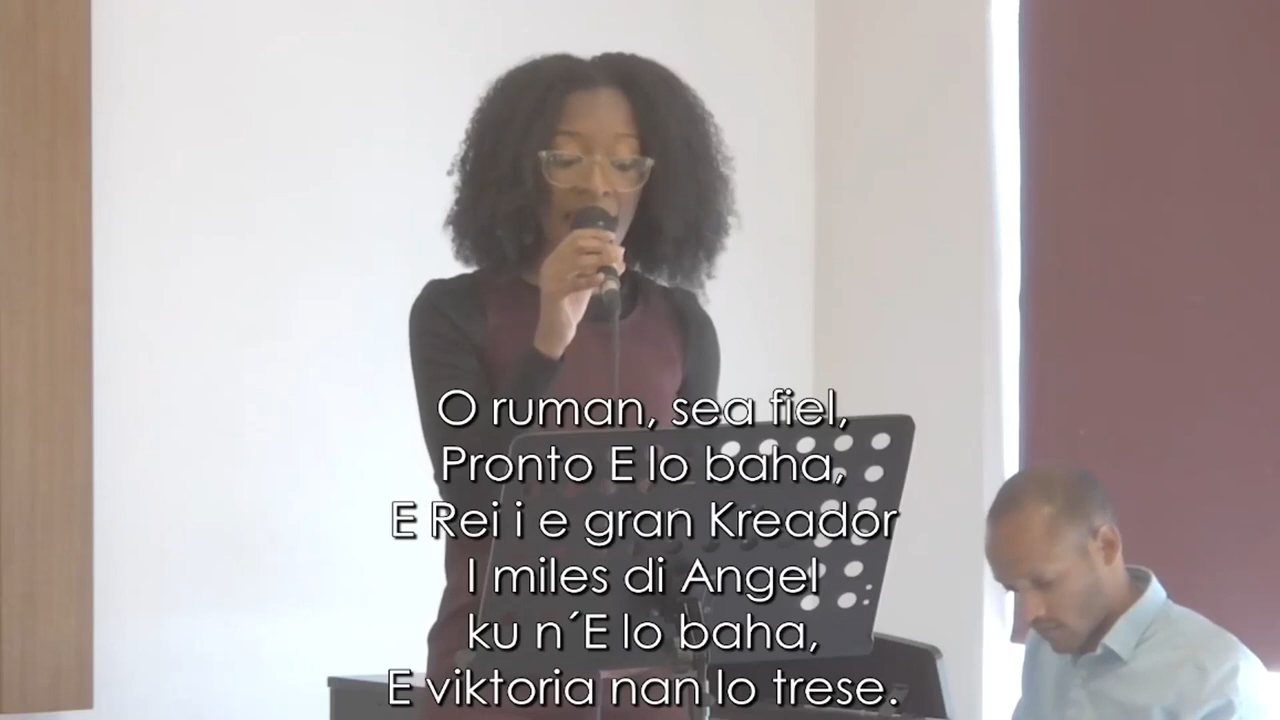 O ruman, sea fiel,
Pronto E lo baha,
E Rei i e gran Kreador
I miles di Angel
ku n´E lo baha,
E viktoria nan lo trese.